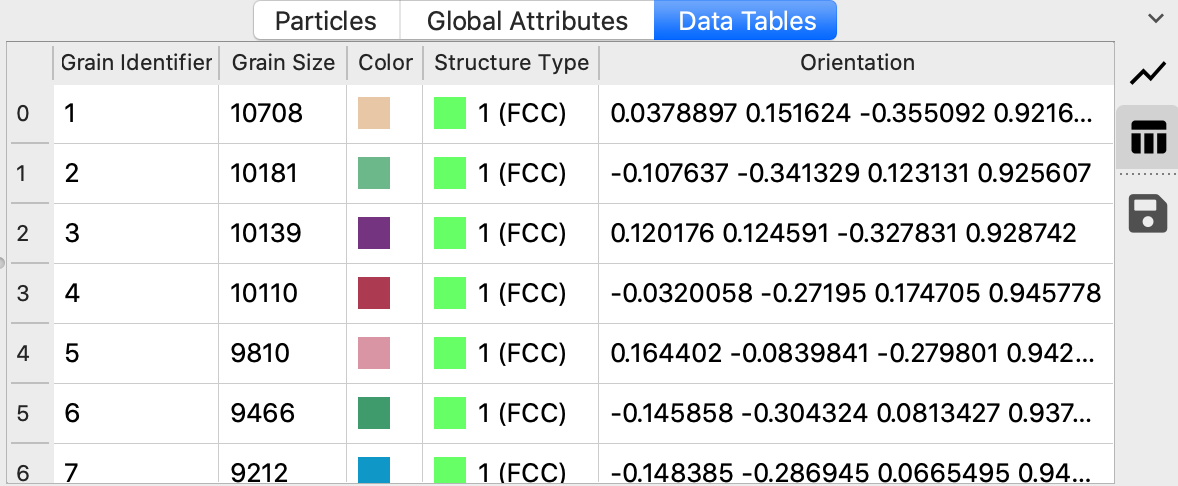 Particles Global Attributes Data Tables
Grain Identifier Grain Size Color Structure Type Orientation
0 1 10708 1 (FCC) 0.0378897 0.151624 -0.355092 0.9216...
1 2 10181 1 (FCC) -0.107637 -0.341329 0.123131 0.925607
2 3 10139 1 (FCC) 0.120176 0.124591 -0.327831 0.928742
3 4 10110 1 (FCC) -0.0320058 -0.27195 0.174705 0.945778
4 5 9810 1 (FCC) 0.164402 -0.0839841 -0.279801 0.942...
5 6 9466 1 (FCC) -0.145858 -0.304324 0.0813427 0.937...
6 7 9212 1 (FCC) -0.148385 -0.286945 0.0665495 0.94...